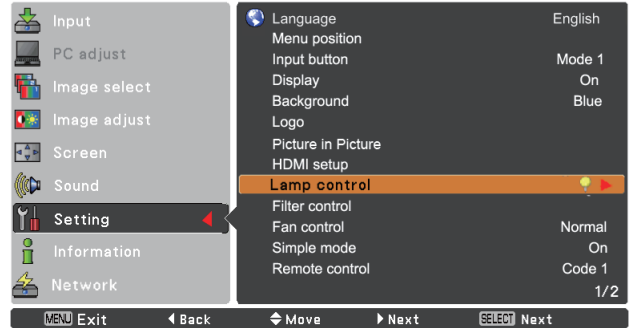 Input
PC adjust
Image select
Image adjust
Screen
Sound
Setting
Information
Network
Language English
Menu position
Input button Mode 1
Display On
Background Blue
Logo
Picture in Picture
HDMI setup
Lamp control
Filter control
Fan control Normal
Simple mode On
Remote control Code 1
1/2
MENU Exit Back Move Next SELECT Next